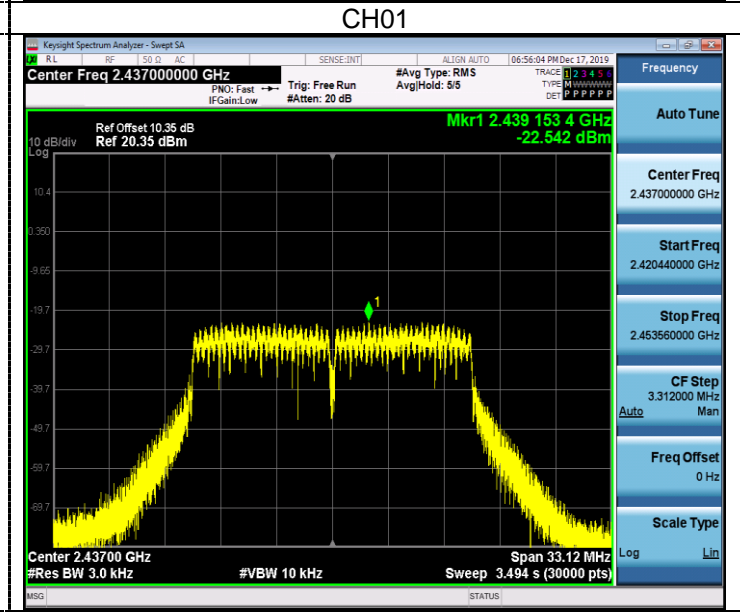 CH01
Keysight Spectrum Analyzer - Swept SA
RL RF 50 Ω AC SENSE:INT ALIGN AUTO 06:56:04 PM Dec 17, 2019
Center Freq 2.437000000 GHz
PNO: Fast
IFGain:Low
Trig: Free Run
#Atten: 20 dB
#Avg Type: RMS
Avg|Hold: 5/5
TRACE 1 2 3 4 5 6
TYPE M WWWWW
DET P P P P P P
Ref Offset 10.35 dB
10 dB/div Ref 20.35 dBm
Log
Mkr1 2.439 153 4 GHz
-22.542 dBm
10.4
0.350
-9.65
-19.7
-29.7
-39.7
-49.7
-59.7
-69.7
1
Center 2.43700 GHz Span 33.12 MHz
#Res BW 3.0 kHz #VBW 10 kHz Sweep 3.494 s (30000 pts)
MSG STATUS
Frequency
Auto Tune
Center Freq
2.437000000 GHz
Start Freq
2.420440000 GHz
Stop Freq
2.453560000 GHz
CF Step
3.312000 MHz
Auto Man
Freq Offset
0 Hz
Scale Type
Log Lin